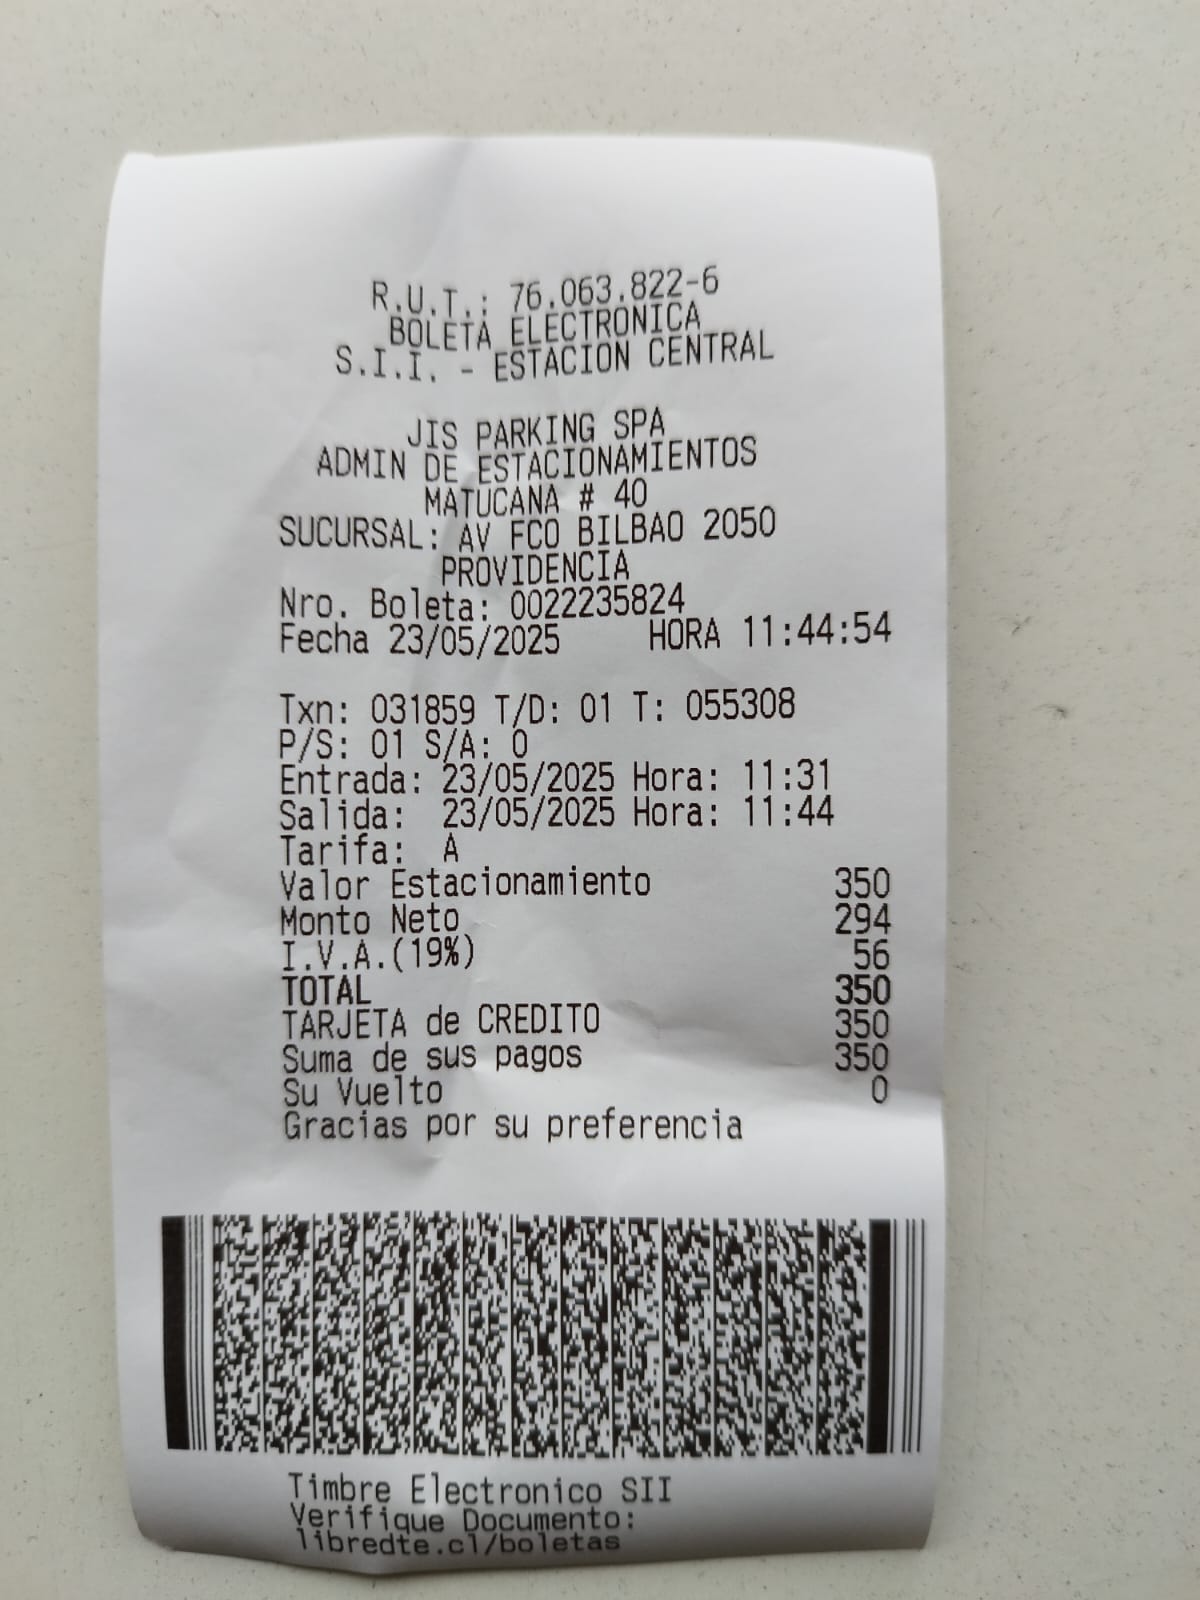 R.U.T.: 76.063.822-6
BOLETA ELECTRONICA
S.I.I. - ESTACION CENTRAL
JIS PARKING SPA
ADMIN DE ESTACIONAMIENTOS
MATUCANA # 40
SUCURSAL: AV FCO BILBAO 2050
PROVIDENCIA
Nro. Boleta: 0022235824
Fecha 23/05/2025 HORA 11:44:54
Txn: 031859 T/D: 01 T: 055308
P/S: 01 S/A: 0
Entrada: 23/05/2025 Hora: 11:31
Salida: 23/05/2025 Hora: 11:44
Tarifa: A
Valor Estacionamiento 350
Monto Neto 294
I.V.A.(19%) 56
TOTAL 350
TARJETA de CREDITO 350
Suma de sus pagos 350
Su Vuelto 0
Gracias por su preferencia
Timbre Electronico SII
Verifique Documento:
libredte.cl/boletas